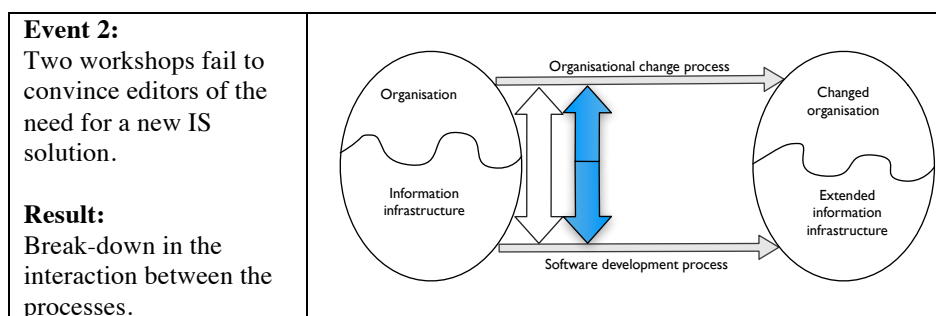 Event 2:
Two workshops fail to
convince editors of the
need for a new IS
solution.
Result:
Break-down in the
interaction between the
processes.
Organisational change process
Organisation
Changed
organisation
Information
infrastructure
Extended
information
infrastructure
Software development process